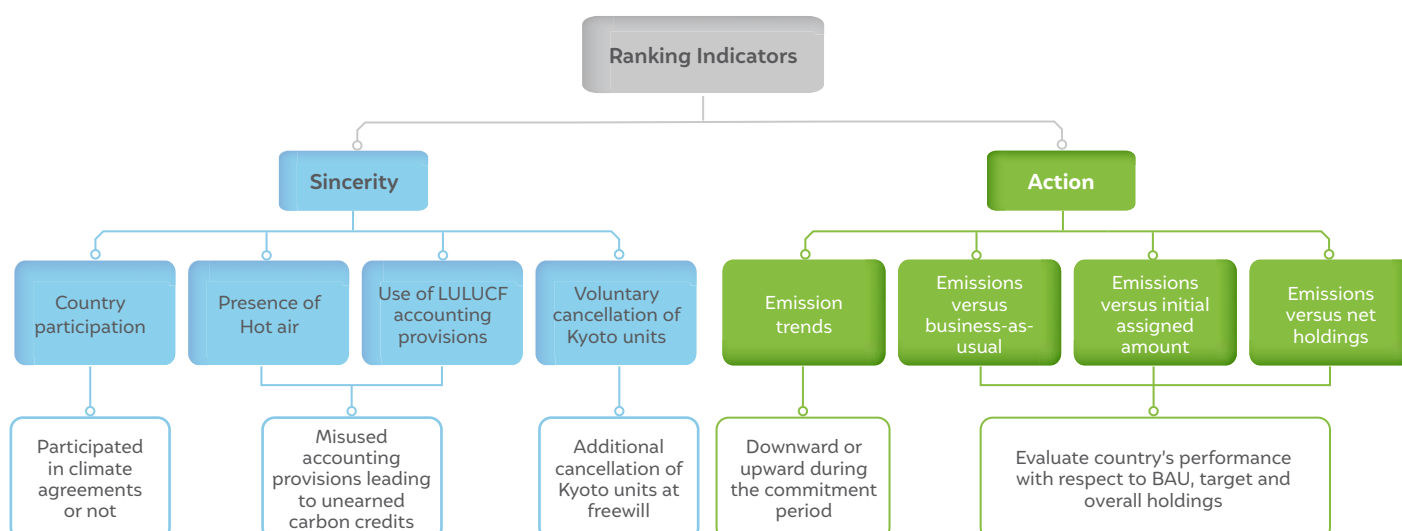 Ranking Indicators
Sincerity
Action
Country
participation
Presence of
Hot air
Use of LULUCF
accounting
provisions
Voluntary
cancellation of
Kyoto units
Emission
trends
Emissions
versus
business-as-
usual
Emissions
versus initial
assigned
amount
Emissions
versus net
holdings
Participated
in climate
agreements
or not
Misused
accounting
provisions leading
to unearned
carbon credits
Additional
cancellation of
Kyoto units at
freewill
Downward or
upward during
the commitment
period
Evaluate country's performance
with respect to BAU, target and
overall holdings